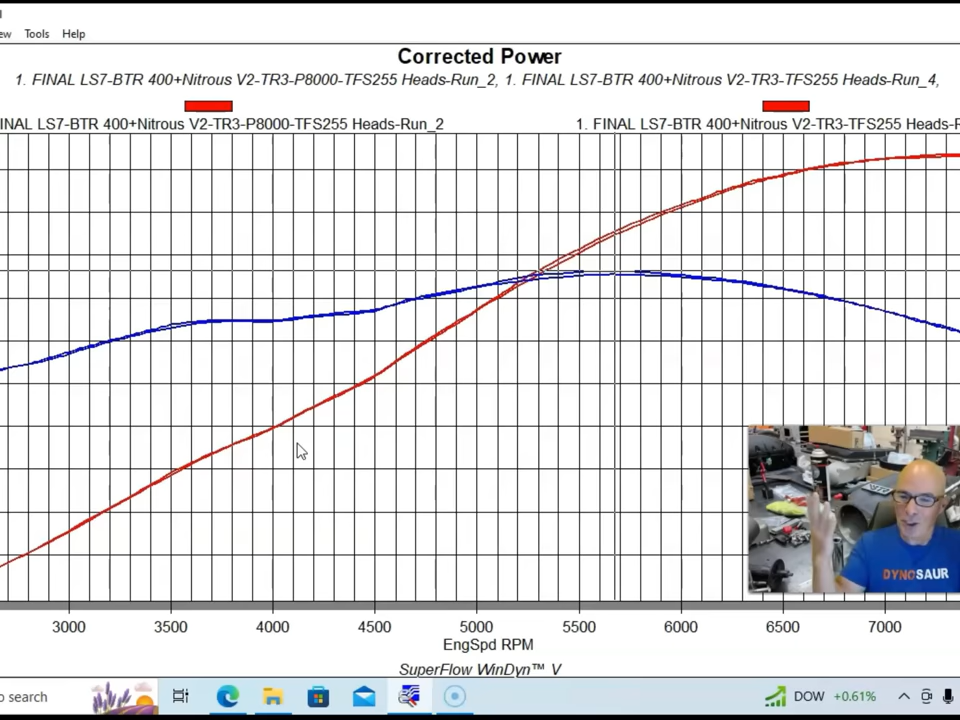 ew Tools Help
Corrected Power
1. FINAL LS7-BTR 400+Nitrous V2-TR3-P8000-TFS255 Heads-Run_2, 1. FINAL LS7-BTR 400+Nitrous V2-TR3-TFS255 Heads-Run_4,
INAL LS7-BTR 400+Nitrous V2-TR3-P8000-TFS255 Heads-Run_2 1. FINAL LS7-BTR 400+Nitrous V2-TR3-TFS255 Heads-R
DYNOSAUR
3000 3500 4000 4500 5000 5500 6000 6500 7000
EngSpd RPM
SuperFlow WinDyn™ V
o search DOW +0.61%